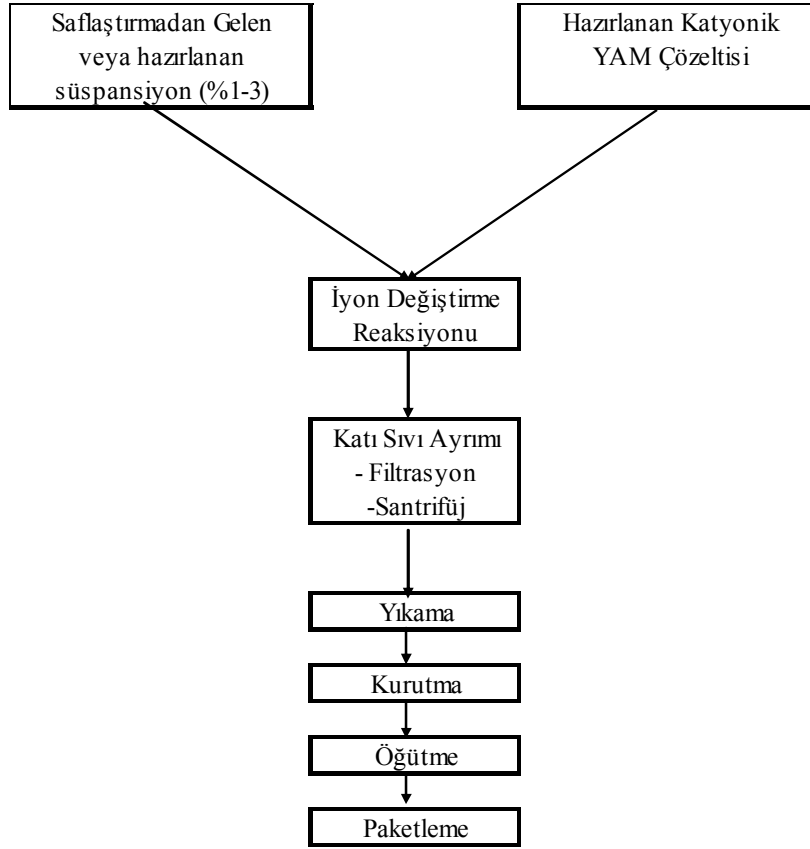 Saflaştırmadan Gelen
veya hazırlanan
süspansiyon (%1-3)
Hazırlanan Katyonik
YAM Çözeltisi
İyon Değiştirme
Reaksiyonu
Katı Sıvı Ayrımı
- Filtrasyon
-Santrifüj
Yıkama
Kurutma
Öğütme
Paketleme